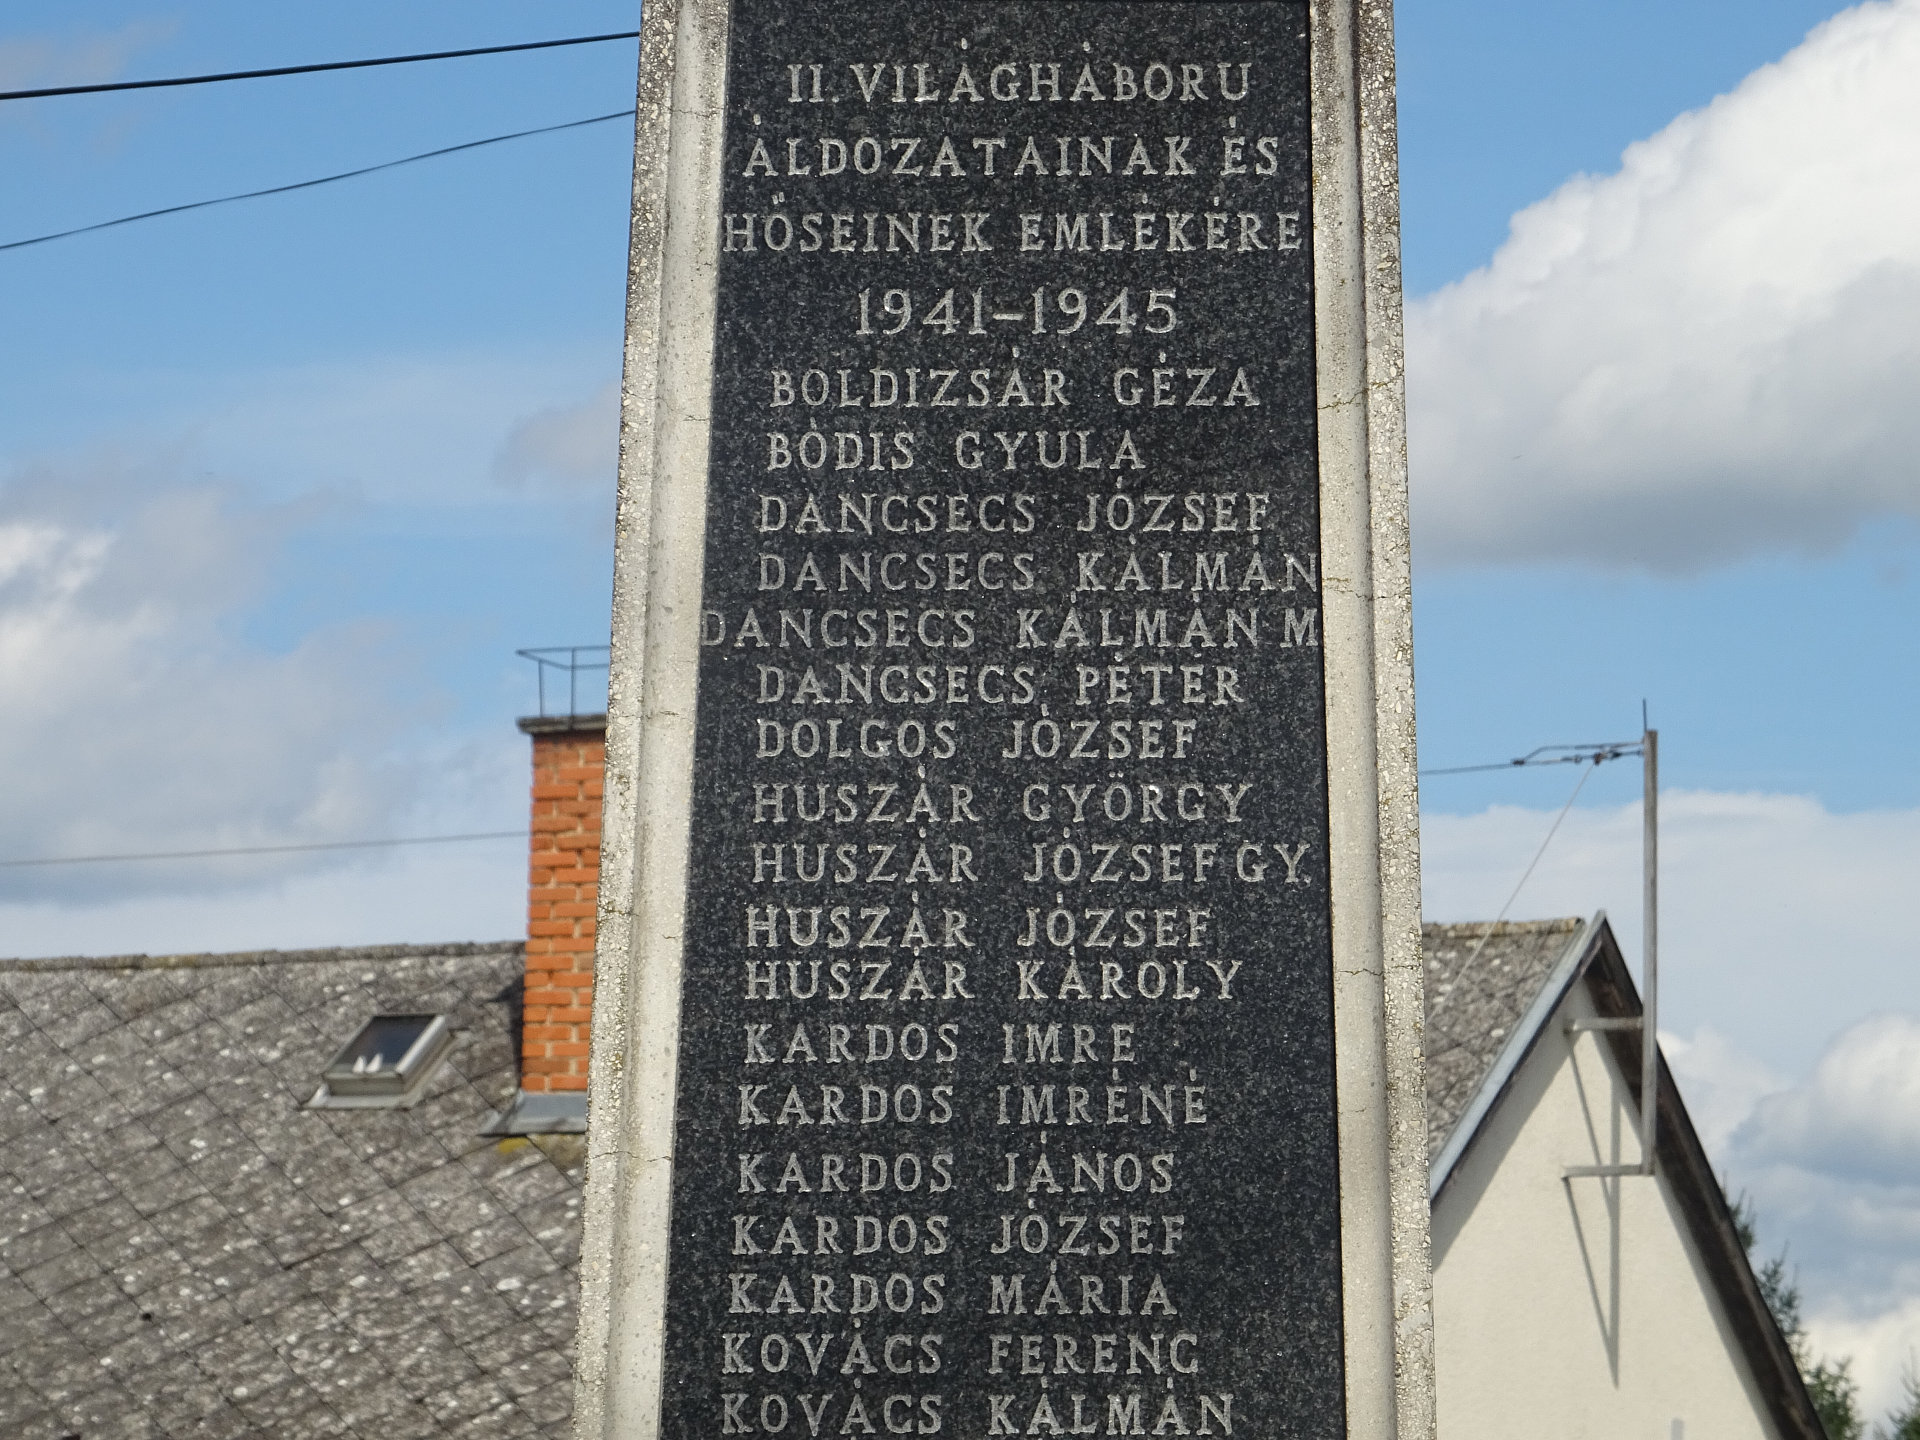 II. VILÁGHÁBORU
ÁLDOZATAINAK ÉS
HŐSEINEK EMLÉKÉRE
1941-1945
BOLDIZSÁR GÉZA
BÓDIS GYULA
DANCSECS JÓZSEF
DANCSECS KÁLMÁN
DANCSECS KÁLMÁN M
DANCSECS PÉTER
DOLGOS JÓZSEF
HUSZÁR GYÖRGY
HUSZÁR JÓZSEF GY.
HUSZÁR JÓZSEF
HUSZÁR KÁROLY
KARDOS IMRE
KARDOS IMRÉNÉ
KARDOS JÁNOS
KARDOS JÓZSEF
KARDOS MÁRIA
KOVÁCS FERENC
KOVÁCS KÁLMÁN